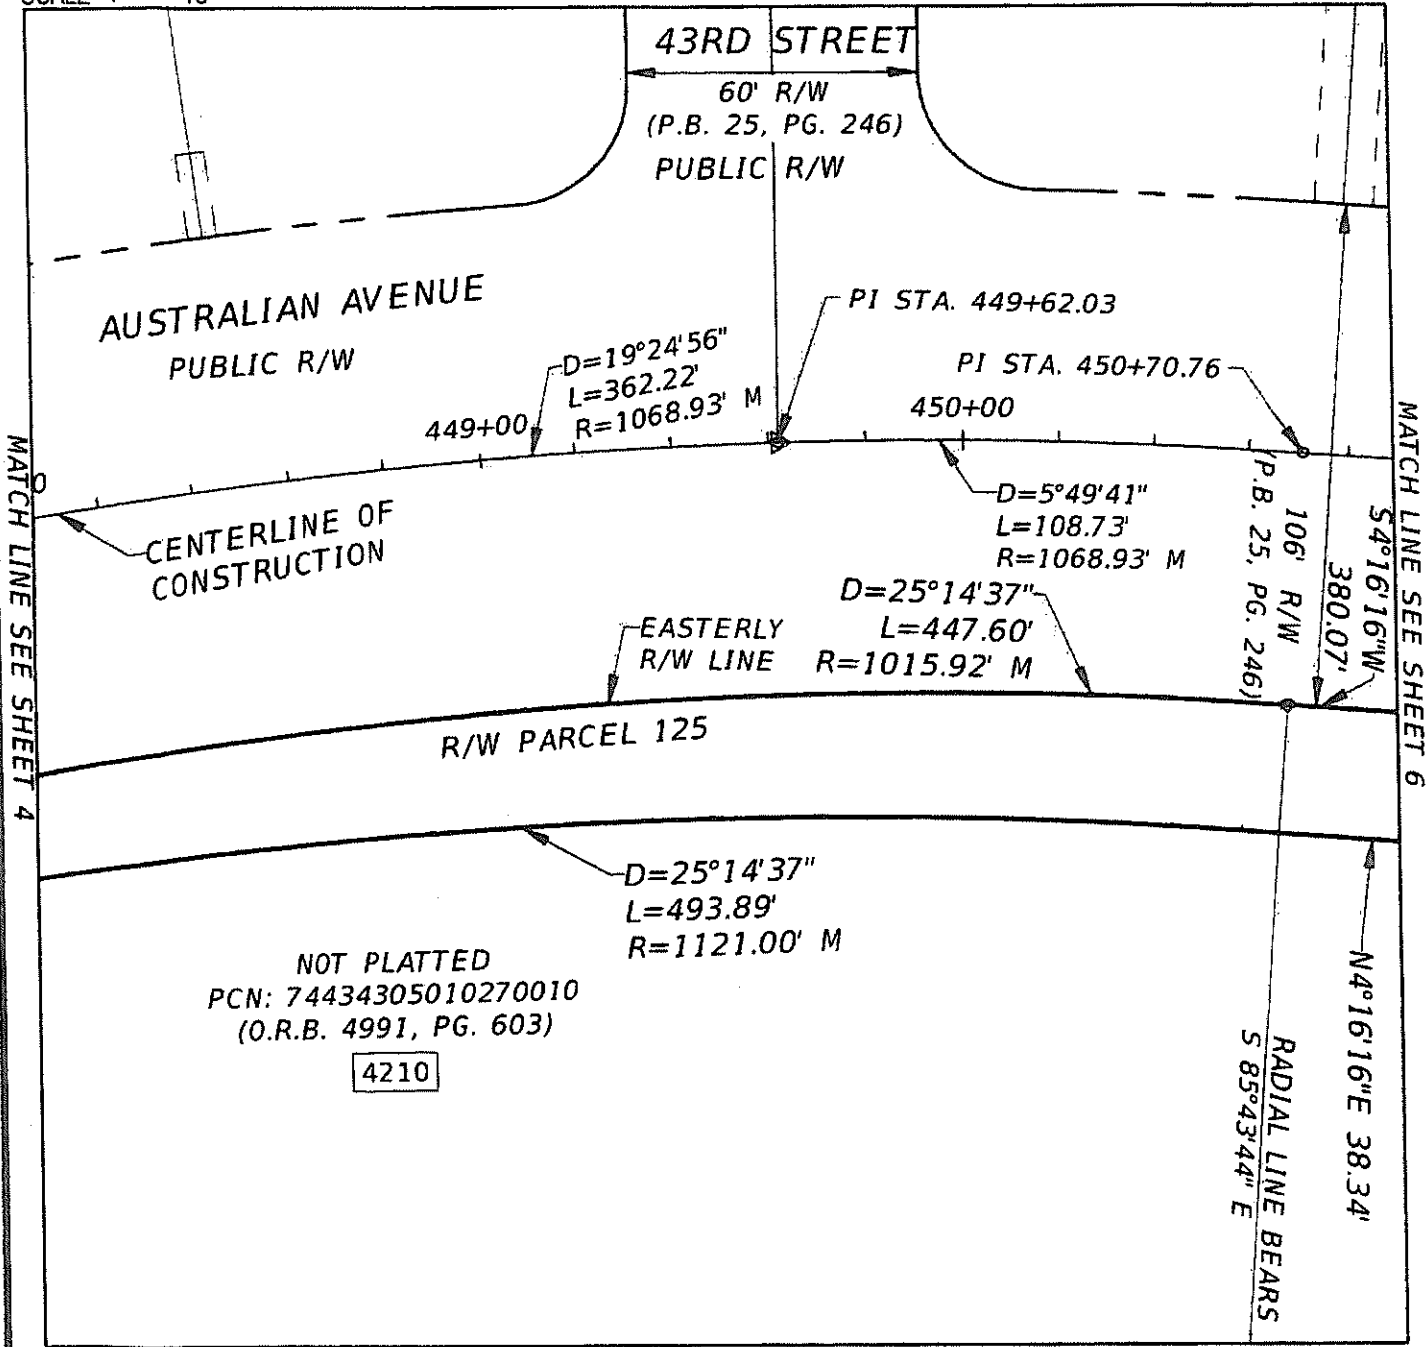 43RD STREET
60' R/W
(P.B. 25, PG. 246)
PUBLIC R/W
AUSTRALIAN AVENUE
PUBLIC R/W
PI STA. 449+62.03
PI STA. 450+70.76
D=19°24'56"
L=362.22'
R=1068.93' M
449+00
450+00
0
CENTERLINE OF
CONSTRUCTION
D=5°49'41"
L=108.73'
R=1068.93' M
106' R/W
(P.B. 25, PG. 246)
S4°16'16"W
380.07'
D=25°14'37"
L=447.60'
R=1015.92' M
EASTERLY
R/W LINE
R/W PARCEL 125
MATCH LINE SEE SHEET 4
MATCH LINE SEE SHEET 6
D=25°14'37"
L=493.89'
R=1121.00' M
NOT PLATTED
PCN: 74434305010270010
(O.R.B. 4991, PG. 603)
4210
RADIAL LINE BEARS
S 85°43'44" E
N4°16'16"E 38.34'